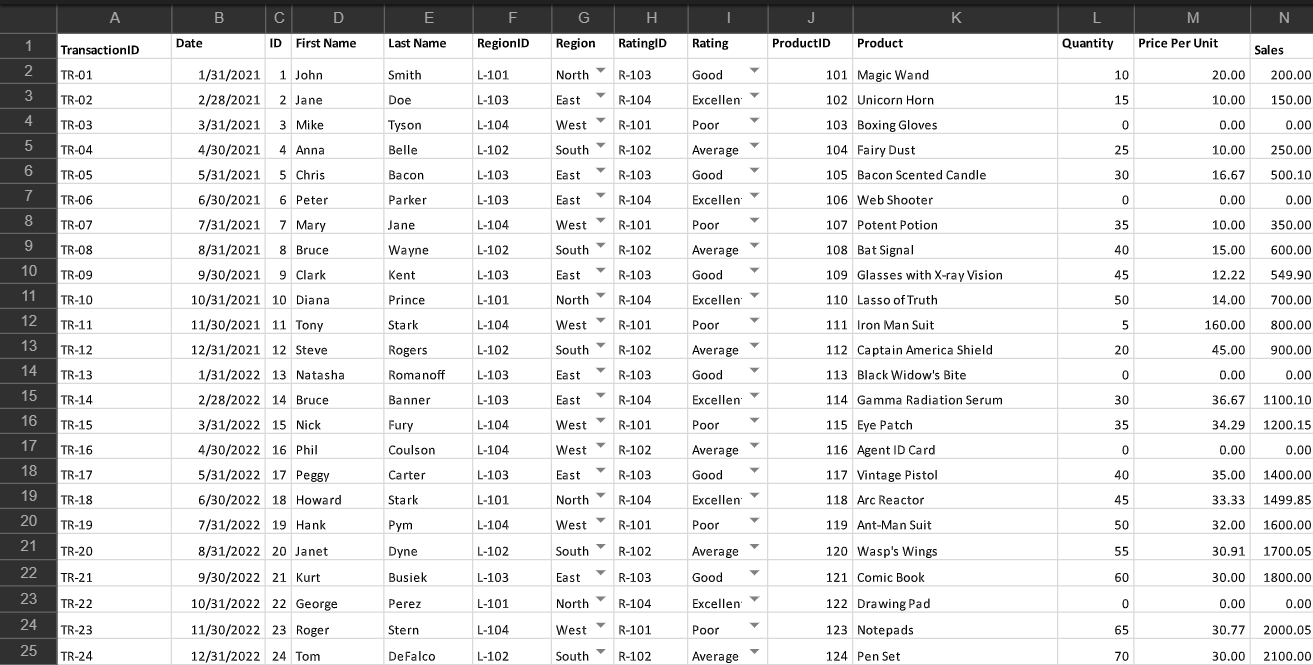 A B C D E F G H I J K L M N
1 TransactionID Date ID First Name Last Name RegionID Region RatingID Rating ProductID Product Quantity Price Per Unit Sales
2 TR-01 1/31/2021 1 John Smith L-101 North R-103 Good 101 Magic Wand 10 20.00 200.00
3 TR-02 2/28/2021 2 Jane Doe L-103 East R-104 Excellen 102 Unicorn Horn 15 10.00 150.00
4 TR-03 3/31/2021 3 Mike Tyson L-104 West R-101 Poor 103 Boxing Gloves 0 0.00 0.00
5 TR-04 4/30/2021 4 Anna Belle L-102 South R-102 Average 104 Fairy Dust 25 10.00 250.00
6 TR-05 5/31/2021 5 Chris Bacon L-103 East R-103 Good 105 Bacon Scented Candle 30 16.67 500.10
7 TR-06 6/30/2021 6 Peter Parker L-103 East R-104 Excellen 106 Web Shooter 0 0.00 0.00
8 TR-07 7/31/2021 7 Mary Jane L-104 West R-101 Poor 107 Potent Potion 35 10.00 350.00
9 TR-08 8/31/2021 8 Bruce Wayne L-102 South R-102 Average 108 Bat Signal 40 15.00 600.00
10 TR-09 9/30/2021 9 Clark Kent L-103 East R-103 Good 109 Glasses with X-ray Vision 45 12.22 549.90
11 TR-10 10/31/2021 10 Diana Prince L-101 North R-104 Excellen 110 Lasso of Truth 50 14.00 700.00
12 TR-11 11/30/2021 11 Tony Stark L-104 West R-101 Poor 111 Iron Man Suit 5 160.00 800.00
13 TR-12 12/31/2021 12 Steve Rogers L-102 South R-102 Average 112 Captain America Shield 20 45.00 900.00
14 TR-13 1/31/2022 13 Natasha Romanoff L-103 East R-103 Good 113 Black Widow's Bite 0 0.00 0.00
15 TR-14 2/28/2022 14 Bruce Banner L-103 East R-104 Excellen 114 Gamma Radiation Serum 30 36.67 1100.10
16 TR-15 3/31/2022 15 Nick Fury L-104 West R-101 Poor 115 Eye Patch 35 34.29 1200.15
17 TR-16 4/30/2022 16 Phil Coulson L-104 West R-102 Average 116 Agent ID Card 0 0.00 0.00
18 TR-17 5/31/2022 17 Peggy Carter L-103 East R-103 Good 117 Vintage Pistol 40 35.00 1400.00
19 TR-18 6/30/2022 18 Howard Stark L-101 North R-104 Excellen 118 Arc Reactor 45 33.33 1499.85
20 TR-19 7/31/2022 19 Hank Pym L-104 West R-101 Poor 119 Ant-Man Suit 50 32.00 1600.00
21 TR-20 8/31/2022 20 Janet Dyne L-102 South R-102 Average 120 Wasp's Wings 55 30.91 1700.05
22 TR-21 9/30/2022 21 Kurt Busiek L-103 East R-103 Good 121 Comic Book 60 30.00 1800.00
23 TR-22 10/31/2022 22 George Perez L-101 North R-104 Excellen 122 Drawing Pad 0 0.00 0.00
24 TR-23 11/30/2022 23 Roger Stern L-104 West R-101 Poor 123 Notepads 65 30.77 2000.05
25 TR-24 12/31/2022 24 Tom DeFalco L-102 South R-102 Average 124 Pen Set 70 30.00 2100.00